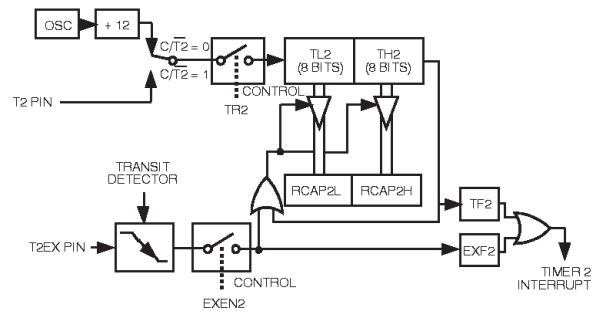 OSC
+ 12
C/T2 = 0
C/T2 = 1
T2 PIN
TR2
CONTROL
TL2
(8 BITS)
TH2
(8 BITS)
TRANSIT
DETECTOR
RCAP2L
RCAP2H
T2EX PIN
EXEN2
CONTROL
TF2
EXF2
TIMER 2
INTERRUPT